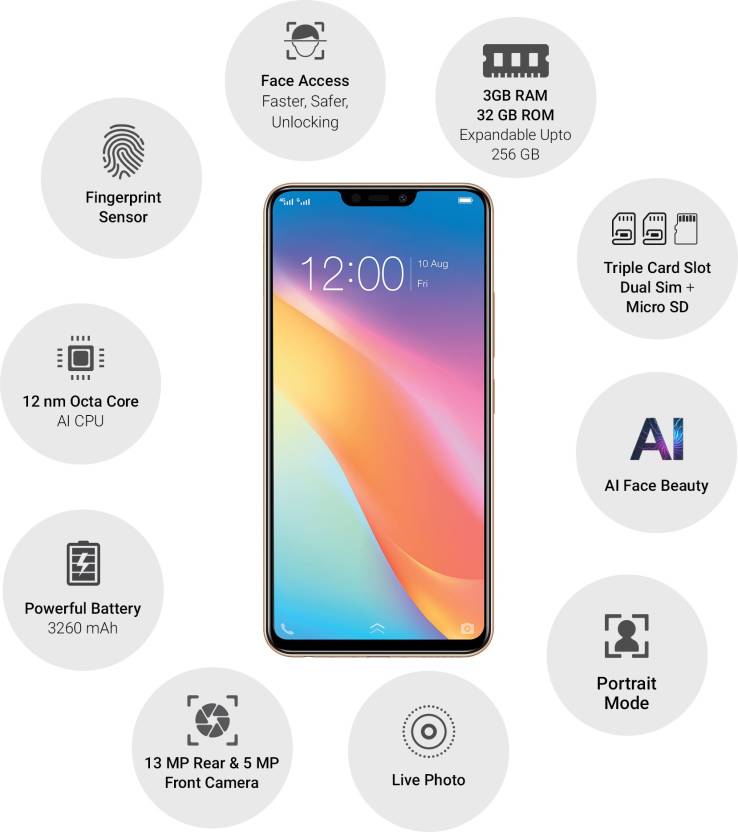 Face Access
Faster, Safer,
Unlocking
3GB RAM
32 GB ROM
Expandable Upto
256 GB
Fingerprint
Sensor
Triple Card Slot
Dual Sim +
Micro SD
12:00
10 Aug
Fri
12 nm Octa Core
AI CPU
AI
AI Face Beauty
Powerful Battery
3260 mAh
Portrait
Mode
13 MP Rear & 5 MP
Front Camera
Live Photo